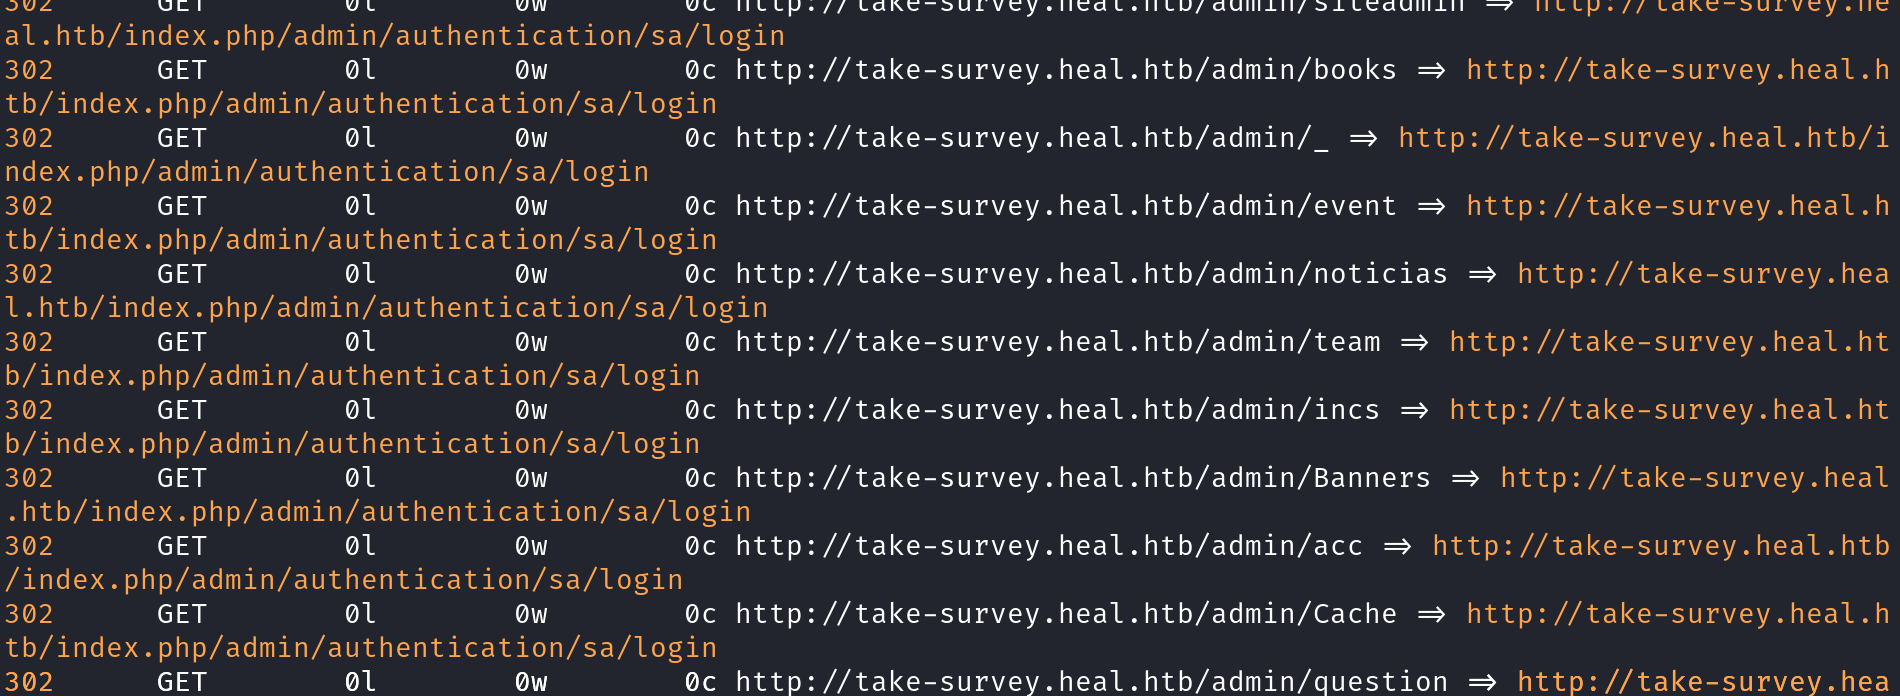 302 GET 0l 0w 0c http://take-survey.heal.htb/admin/siteadmin => http://take-survey.he
al.htb/index.php/admin/authentication/sa/login
302 GET 0l 0w 0c http://take-survey.heal.htb/admin/books => http://take-survey.heal.h
tb/index.php/admin/authentication/sa/login
302 GET 0l 0w 0c http://take-survey.heal.htb/admin/_ => http://take-survey.heal.htb/i
ndex.php/admin/authentication/sa/login
302 GET 0l 0w 0c http://take-survey.heal.htb/admin/event => http://take-survey.heal.h
tb/index.php/admin/authentication/sa/login
302 GET 0l 0w 0c http://take-survey.heal.htb/admin/noticias => http://take-survey.hea
l.htb/index.php/admin/authentication/sa/login
302 GET 0l 0w 0c http://take-survey.heal.htb/admin/team => http://take-survey.heal.ht
b/index.php/admin/authentication/sa/login
302 GET 0l 0w 0c http://take-survey.heal.htb/admin/incs => http://take-survey.heal.ht
b/index.php/admin/authentication/sa/login
302 GET 0l 0w 0c http://take-survey.heal.htb/admin/Banners => http://take-survey.heal
.htb/index.php/admin/authentication/sa/login
302 GET 0l 0w 0c http://take-survey.heal.htb/admin/acc => http://take-survey.heal.htb
/index.php/admin/authentication/sa/login
302 GET 0l 0w 0c http://take-survey.heal.htb/admin/Cache => http://take-survey.heal.h
tb/index.php/admin/authentication/sa/login
302 GET 0l 0w 0c http://take-survey.heal.htb/admin/question => http://take-survey.hea